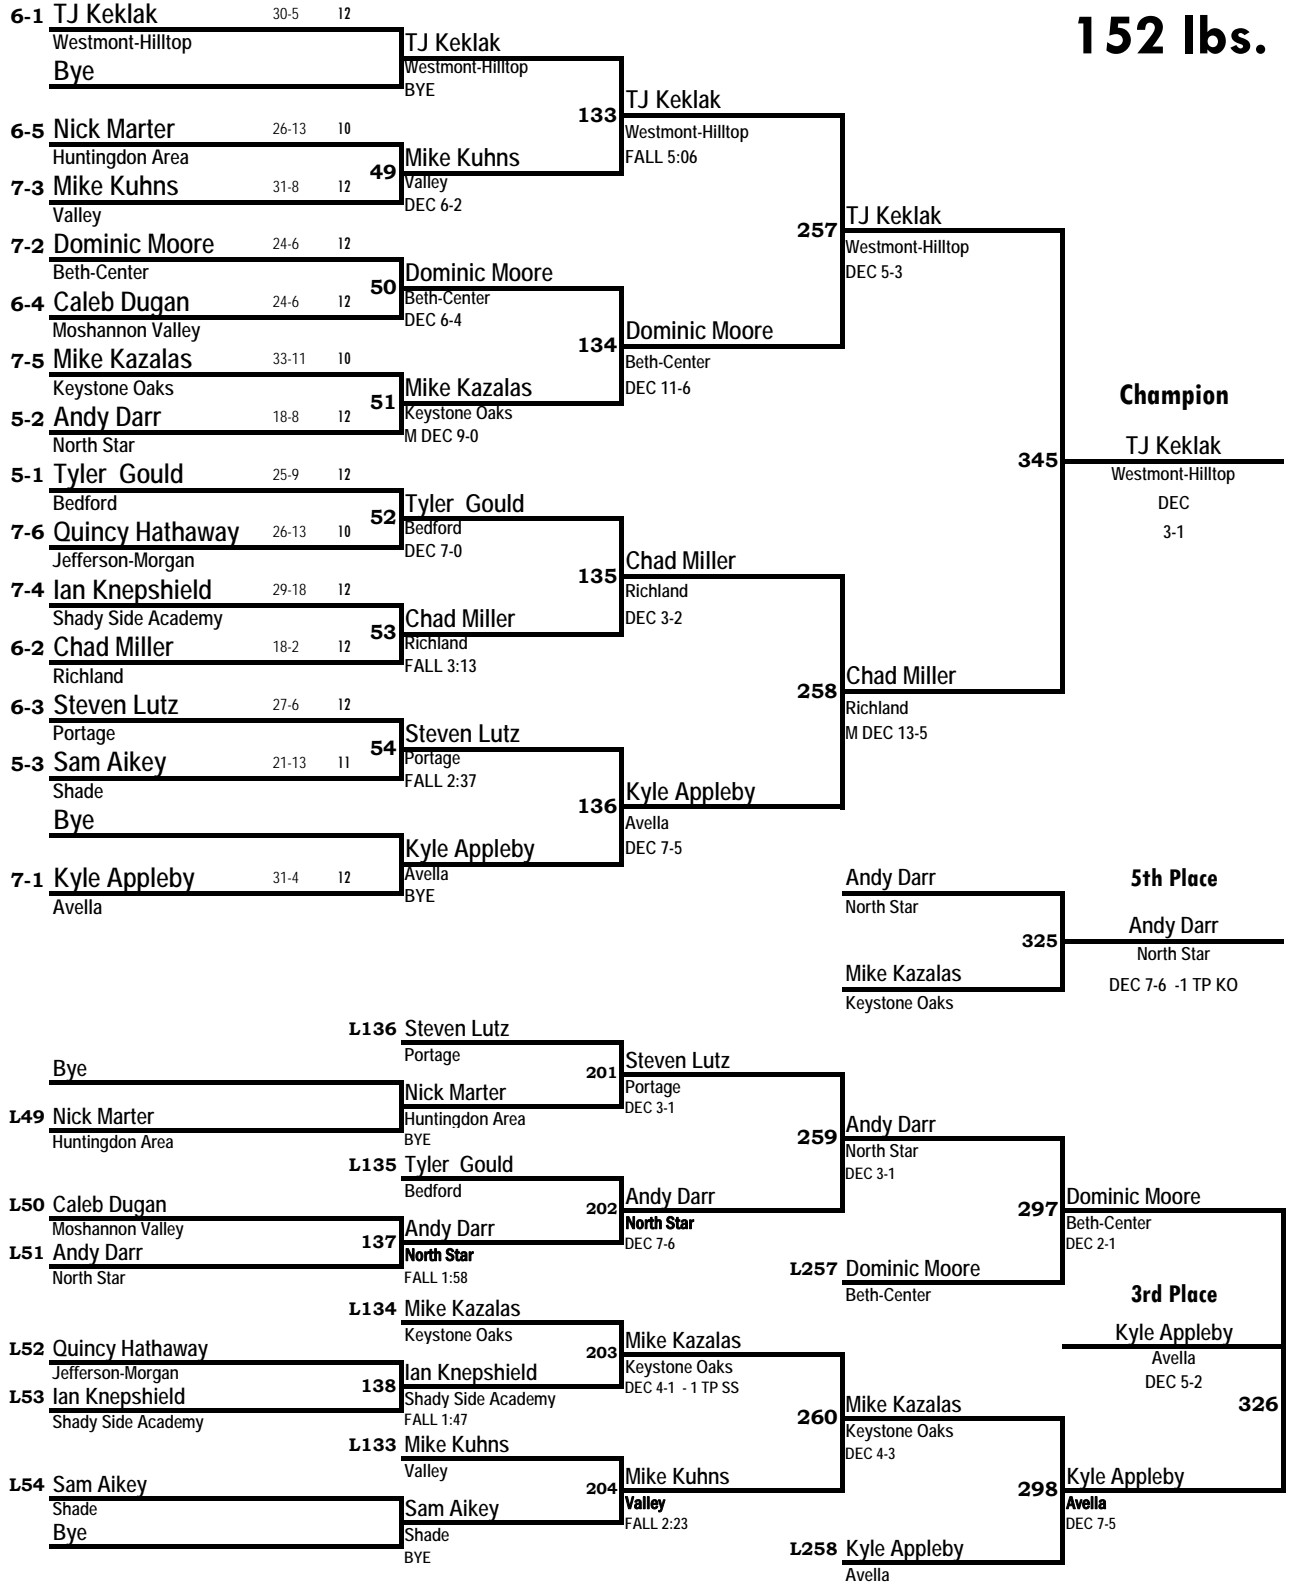 152 lbs.
6-1 TJ Keklak 30-5 12
Westmont-Hilltop
Bye
TJ Keklak
Westmont-Hilltop
BYE
6-5 Nick Marter 26-13 10
Huntingdon Area
7-3 Mike Kuhns 31-8 12
Valley
49 Mike Kuhns
Valley
DEC 6-2
133 TJ Keklak
Westmont-Hilltop
FALL 5:06
7-2 Dominic Moore 24-6 12
Beth-Center
6-4 Caleb Dugan 24-6 12
Moshannon Valley
50 Dominic Moore
Beth-Center
DEC 6-4
7-5 Mike Kazalas 33-11 10
Keystone Oaks
5-2 Andy Darr 18-8 12
North Star
51 Mike Kazalas
Keystone Oaks
M DEC 9-0
134 Dominic Moore
Beth-Center
DEC 11-6
257 TJ Keklak
Westmont-Hilltop
DEC 5-3
5-1 Tyler Gould 25-9 12
Bedford
7-6 Quincy Hathaway 26-13 10
Jefferson-Morgan
52 Tyler Gould
Bedford
DEC 7-0
7-4 Ian Knepshield 29-18 12
Shady Side Academy
6-2 Chad Miller 18-2 12
Richland
53 Chad Miller
Richland
FALL 3:13
135 Chad Miller
Richland
DEC 3-2
6-3 Steven Lutz 27-6 12
Portage
5-3 Sam Aikey 21-13 11
Shade
54 Steven Lutz
Portage
FALL 2:37
Bye
7-1 Kyle Appleby 31-4 12
Avella
Kyle Appleby
Avella
BYE
136 Kyle Appleby
Avella
DEC 7-5
258 Chad Miller
Richland
M DEC 13-5
345
Champion
TJ Keklak
Westmont-Hilltop
DEC
3-1
Andy Darr
North Star
Mike Kazalas
Keystone Oaks
325
5th Place
Andy Darr
North Star
DEC 7-6 -1 TP KO
L136 Steven Lutz
Portage
Bye
L49 Nick Marter
Huntingdon Area
Nick Marter
Huntingdon Area
BYE
201 Steven Lutz
Portage
DEC 3-1
L135 Tyler Gould
Bedford
L50 Caleb Dugan
Moshannon Valley
L51 Andy Darr
North Star
137 Andy Darr
North Star
FALL 1:58
202 Andy Darr
North Star
DEC 7-6
259 Andy Darr
North Star
DEC 3-1
L257 Dominic Moore
Beth-Center
297 Dominic Moore
Beth-Center
DEC 2-1
L134 Mike Kazalas
Keystone Oaks
L52 Quincy Hathaway
Jefferson-Morgan
L53 Ian Knepshield
Shady Side Academy
138 Ian Knepshield
Shady Side Academy
FALL 1:47
203 Mike Kazalas
Keystone Oaks
DEC 4-1 - 1 TP SS
L133 Mike Kuhns
Valley
L54 Sam Aikey
Shade
Bye
Sam Aikey
Shade
BYE
204 Mike Kuhns
Valley
FALL 2:23
260 Mike Kazalas
Keystone Oaks
DEC 4-3
L258 Kyle Appleby
Avella
298 Kyle Appleby
Avella
DEC 7-5
3rd Place
Kyle Appleby
Avella
DEC 5-2
326